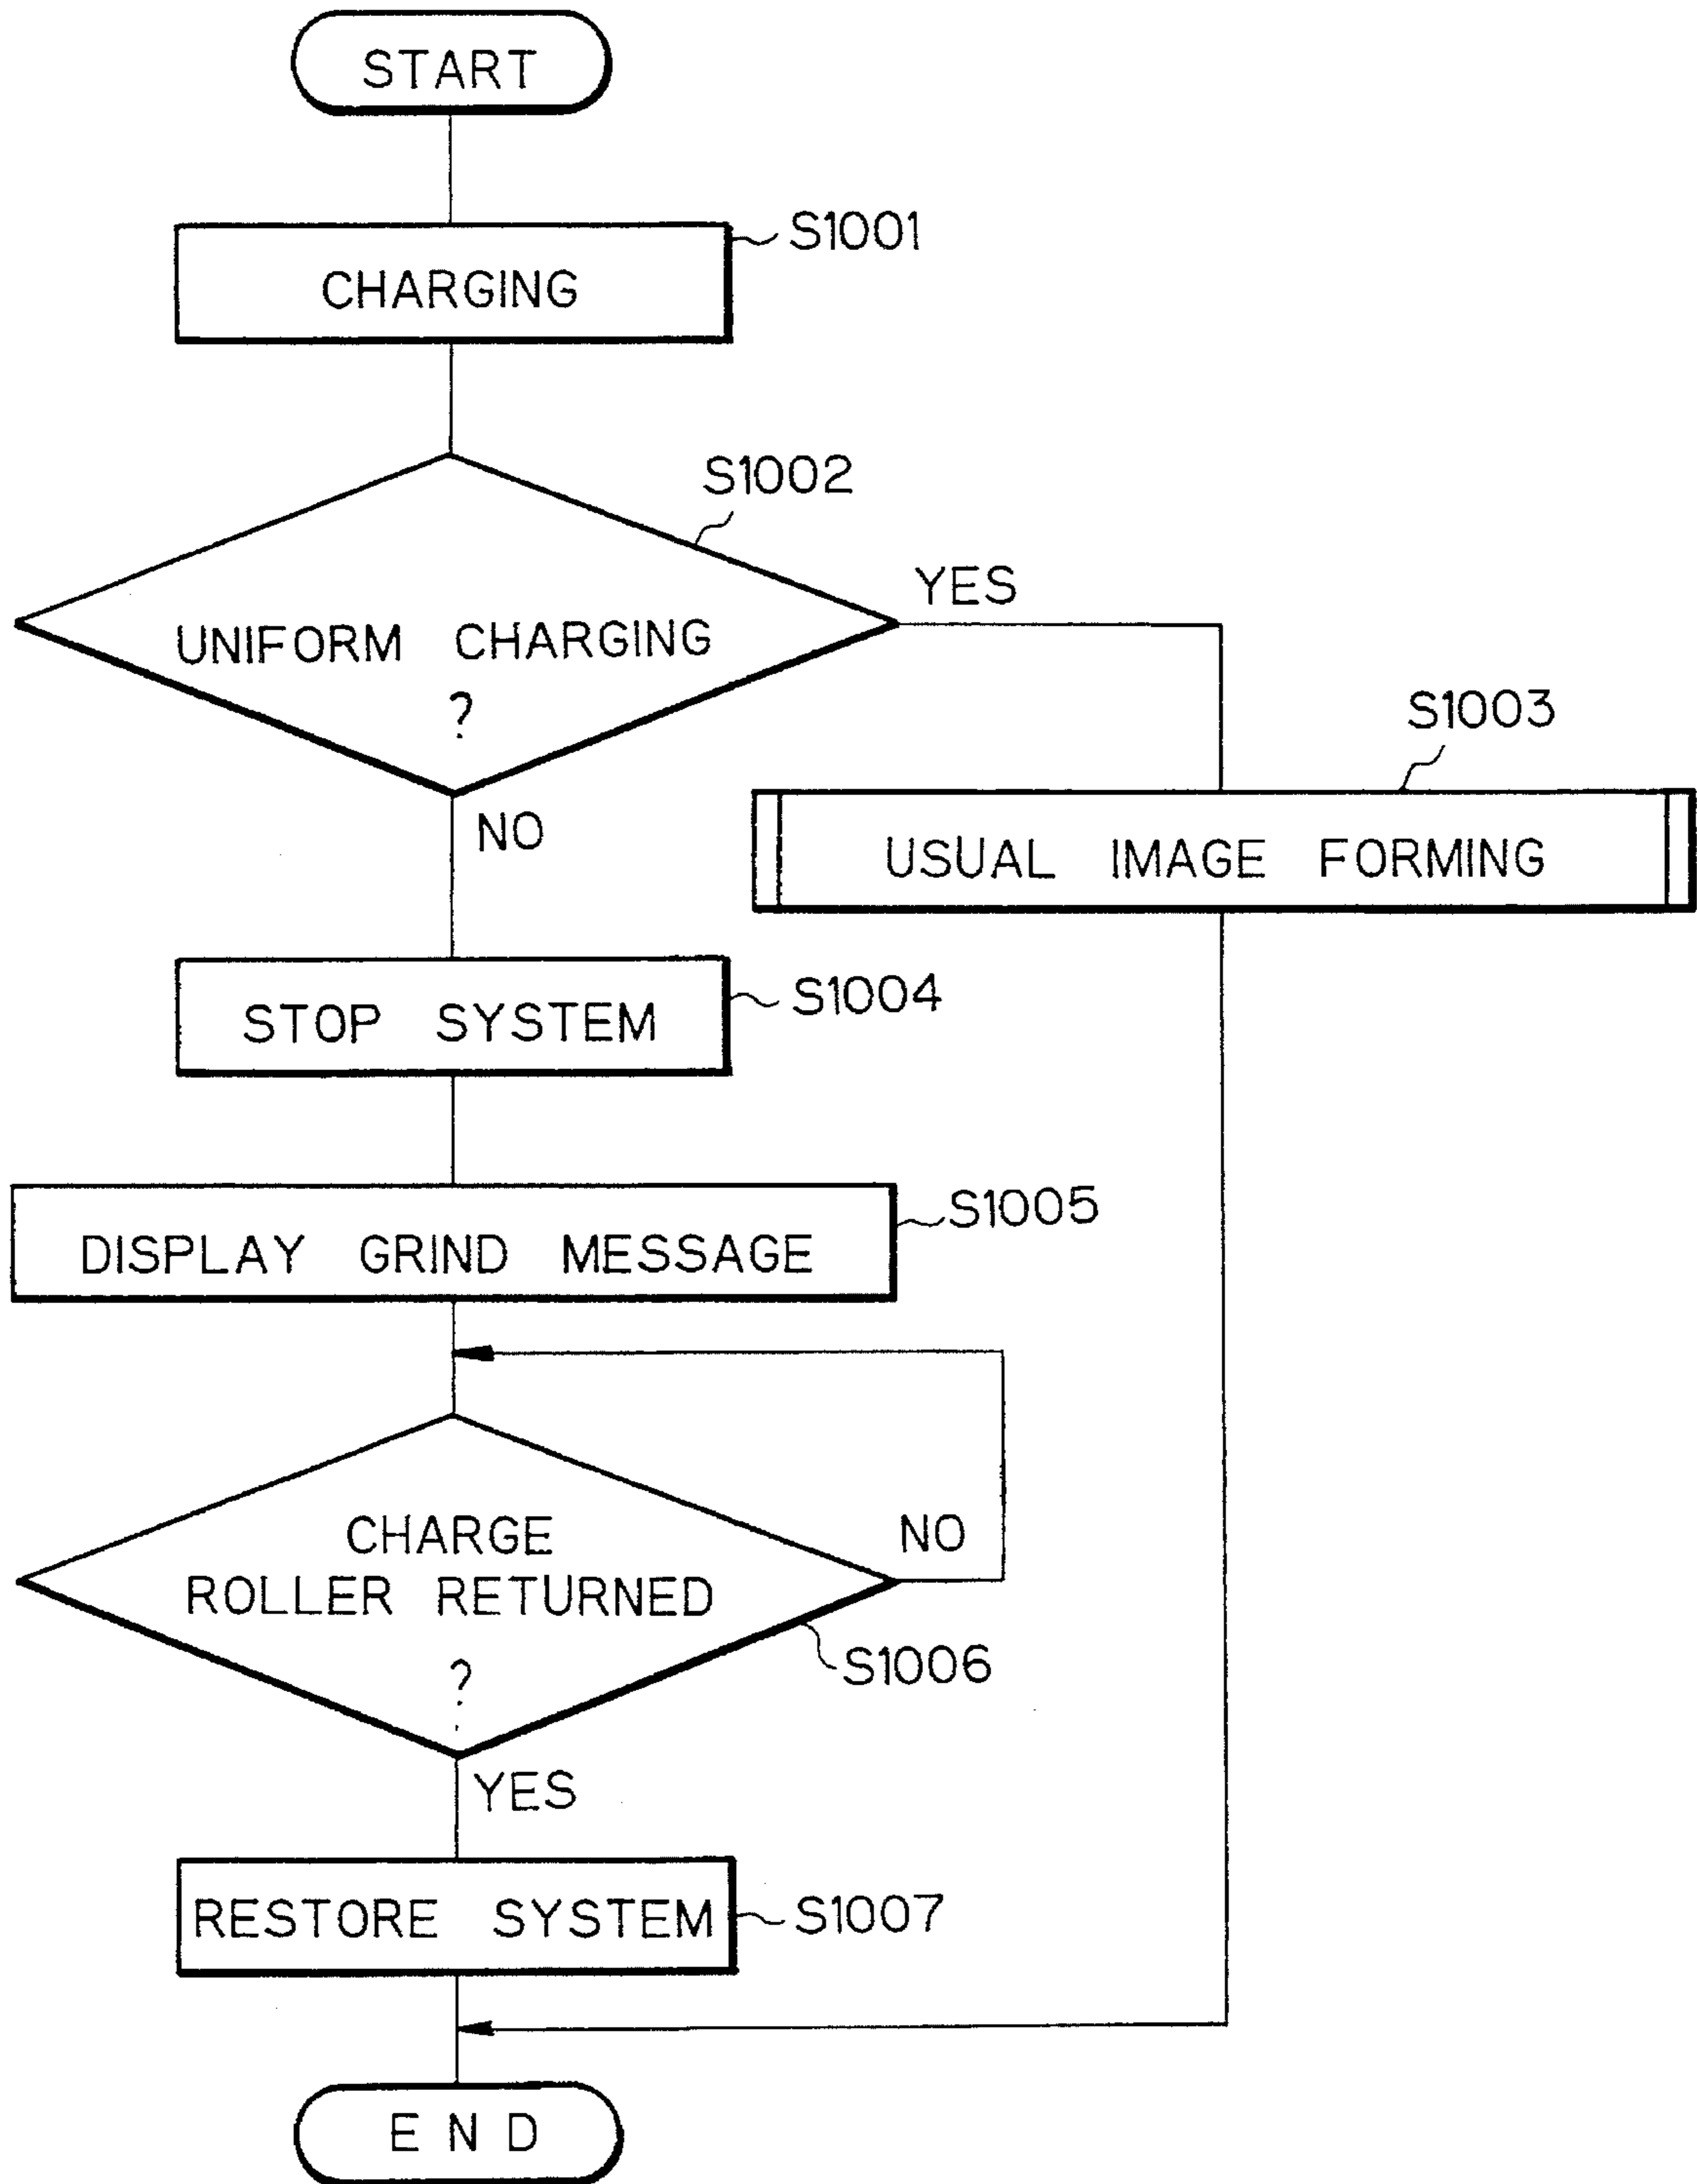 START
S1001
CHARGING
S1002
YES
UNIFORM CHARGING
?
NO
S1003
USUAL IMAGE FORMING
S1004
STOP SYSTEM
S1005
DISPLAY GRIND MESSAGE
CHARGE
NO
ROLLER RETURNED
S1006
?
YES
RESTORE SYSTEM
S1007
END